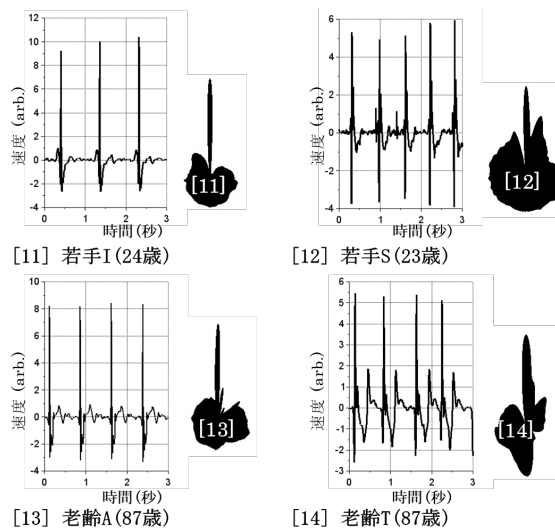 12
10
8
6
4
2
0
-2
-4
0 1 2 3
速度 (arb.)
時間(秒)
[11]
[11] 若手I(24歳)
6
4
2
0
-2
-4
0 1 2 3
速度 (arb.)
時間(秒)
[12]
[12] 若手S(23歳)
10
8
6
4
2
0
-2
-4
0 1 2 3
速度 (arb.)
時間(秒)
[13]
[13] 老齢A(87歳)
6
5
4
3
2
1
0
-1
-2
-3
0 1 2 3
速度 (arb.)
時間(秒)
[14]
[14] 老齢T(87歳)